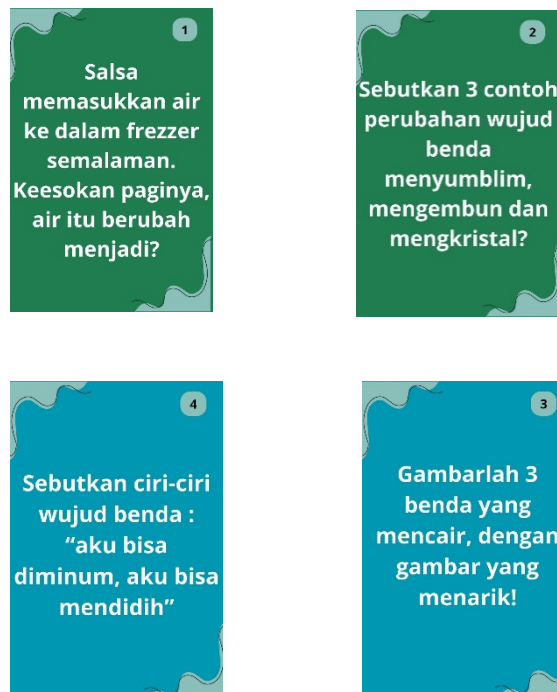 1
Salsa
memasukkan air
ke dalam frezzer
semalaman.
Keesokan paginya,
air itu berubah
menjadi?
2
Sebutkan 3 contoh
perubahan wujud
benda
menyumblim,
mengembun dan
mengkristal?
4
Sebutkan ciri-ciri
wujud benda :
“aku bisa
diminum, aku bisa
mendidih”
3
Gambarlah 3
benda yang
mencair, dengan
gambar yang
menarik!